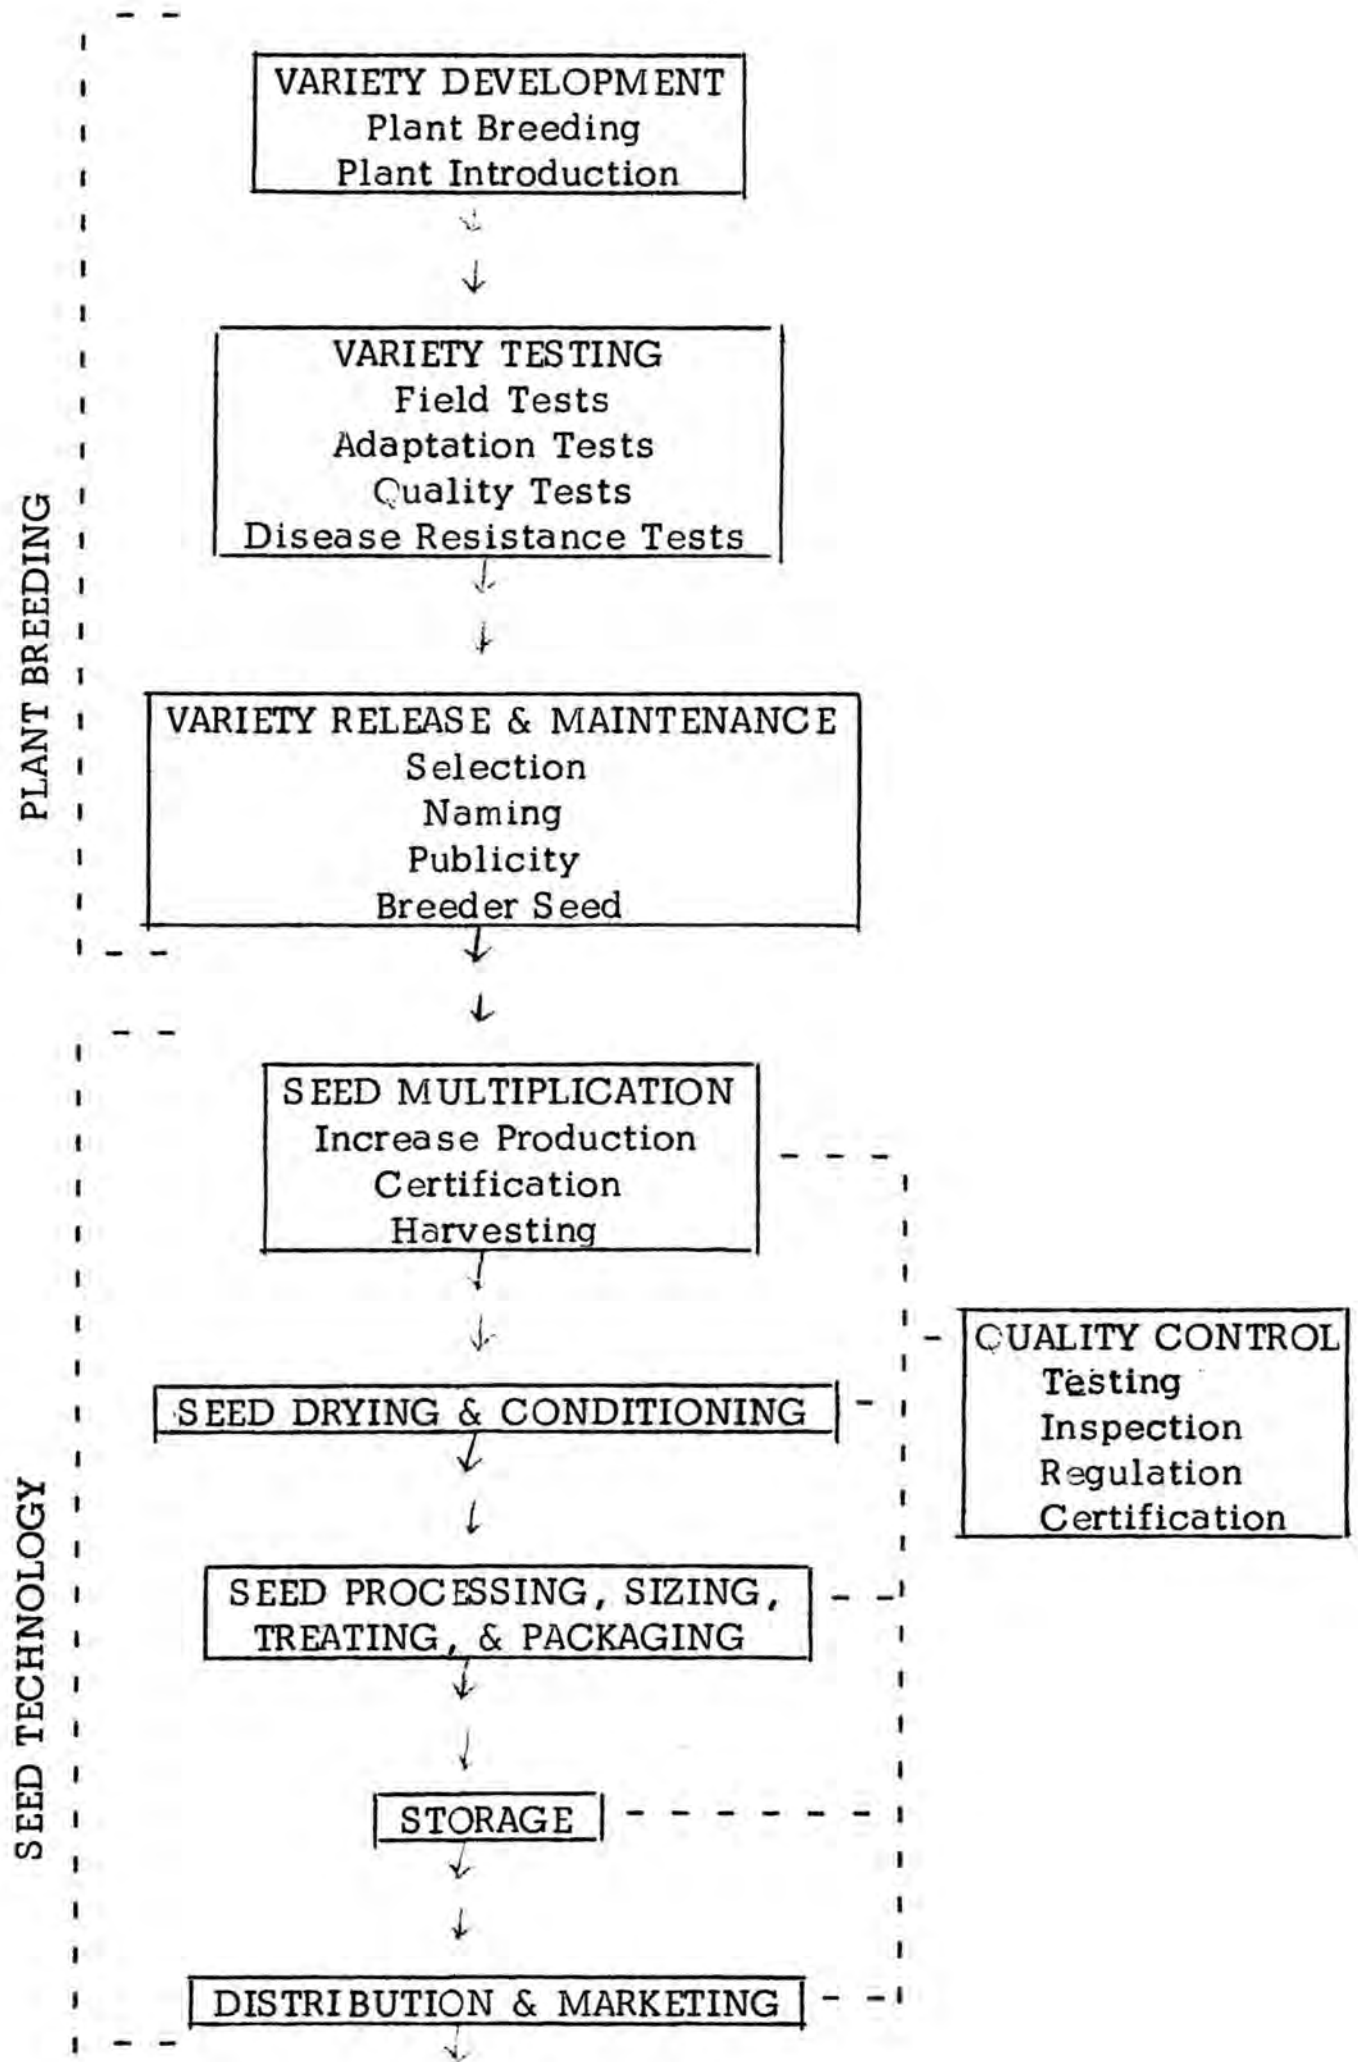 PLANT BREEDING
VARIETY DEVELOPMENT
Plant Breeding
Plant Introduction
VARIETY TESTING
Field Tests
Adaptation Tests
Quality Tests
Disease Resistance Tests
VARIETY RELEASE & MAINTENANCE
Selection
Naming
Publicity
Breeder Seed
SEED TECHNOLOGY
SEED MULTIPLICATION
Increase Production
Certification
Harvesting
SEED DRYING & CONDITIONING
SEED PROCESSING, SIZING,
TREATING, & PACKAGING
STORAGE
DISTRIBUTION & MARKETING
QUALITY CONTROL
Testing
Inspection
Regulation
Certification